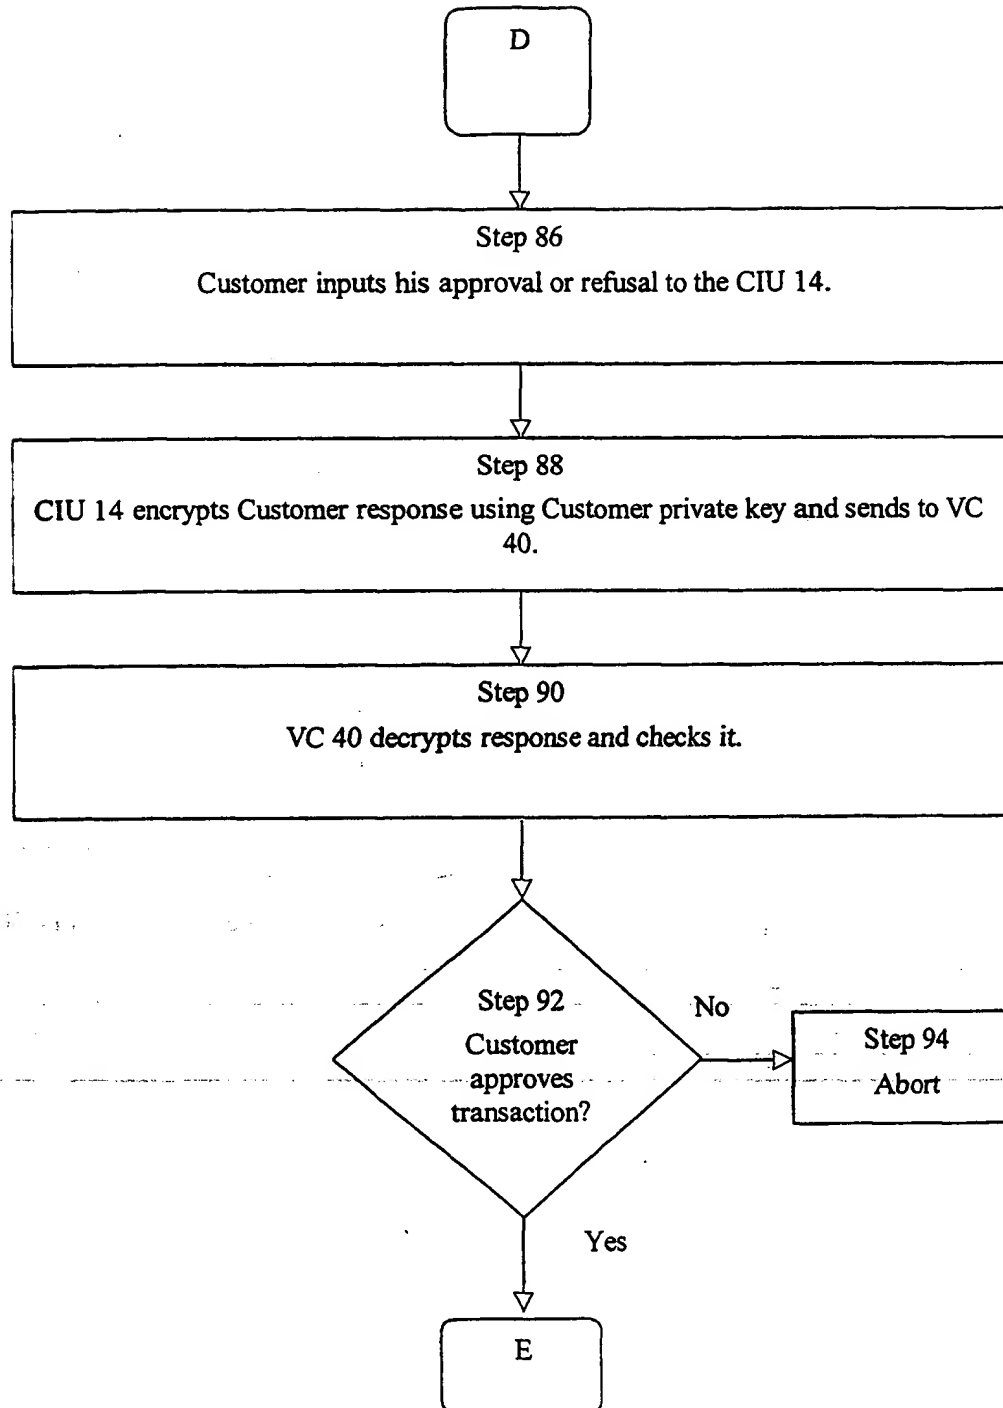 D
Step 86
Customer inputs his approval or refusal to the CIU 14.
Step 88
CIU 14 encrypts Customer response using Customer private key and sends to VC
40.
Step 90
VC 40 decrypts response and checks it.
Step 92
Customer
approves
transaction?
No
Step 94
Abort
Yes
E